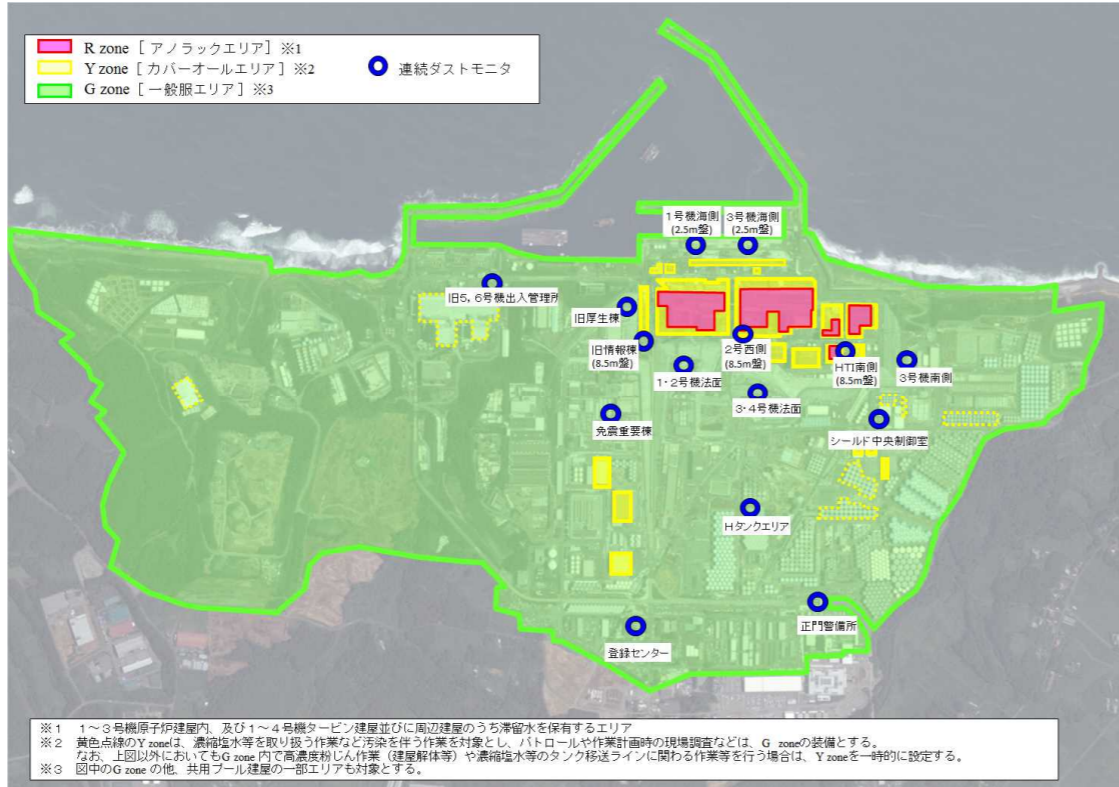 R zone [ アノラックエリア] ※1
Y zone [ カバーオールエリア] ※2
連続ダストモニタ
G zone [ 一般服エリア] ※3
1号機海側
(2.5m盤)
3号機海側
(2.5m盤)
旧5，6号機出入管理所
旧厚生棟
旧情報棟
(8.5m盤)
2号西側
(8.5m盤)
HTI南側
(8.5m盤)
3号機南側
1・2号機法面
3・4号機法面
免震重要棟
シールド中央制御室
Hタンクエリア
正門警備所
登録センター
※1 1～3号機原子炉建屋内、及び1～4号機タービン建屋並びに周辺建屋のうち滞留水を保有するエリア
※2 黄色点線のY zoneは、濃縮塩水等を取り扱う作業など汚染を伴う作業を対象とし、パトロールや作業計画時の現場調査などは、G zoneの装備とする。
なお、上図以外においてもG zone 内で高濃度粉じん作業（建屋解体等）や濃縮塩水等のタンク移送ラインに関わる作業等を行う場合は、Y zoneを一時的に設定する。
※3 図中のG zone の他、共用プール建屋の一部エリアも対象とする。